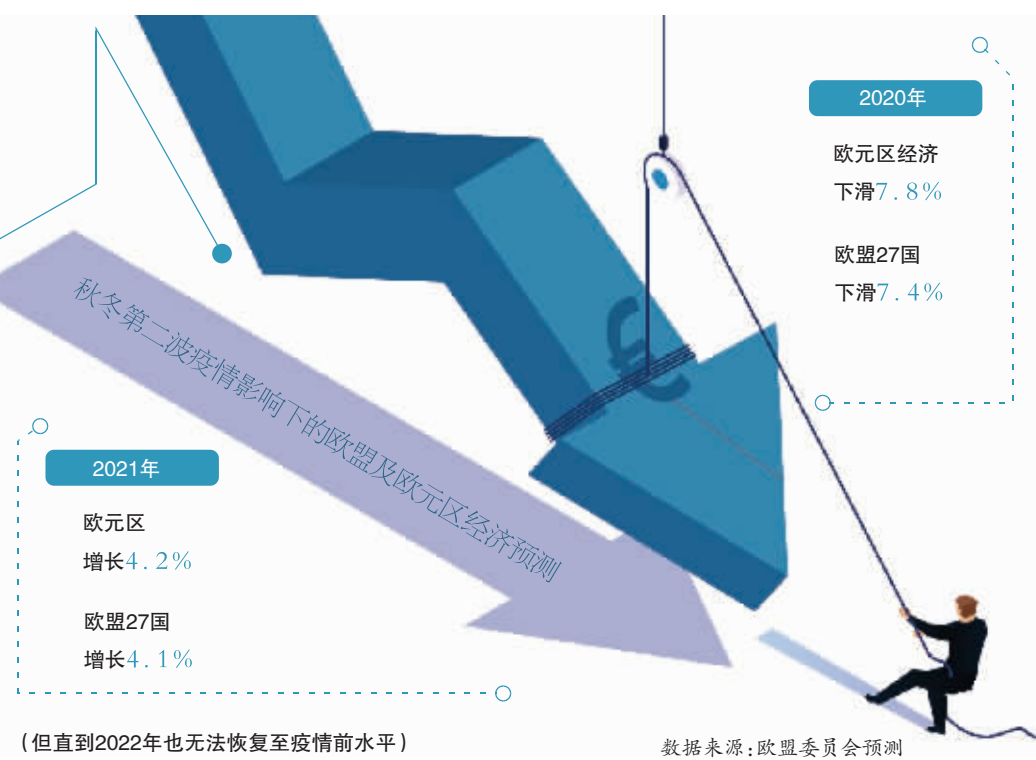 2020年
欧元区经济
下滑7.8%
欧盟27国
下滑7.4%
€
秋冬第二波疫情影响下的欧盟及欧元区经济预测
2021年
欧元区
增长4.2%
欧盟27国
增长4.1%
(但直到2022年也无法恢复至疫情前水平)
数据来源:欧盟委员会预测